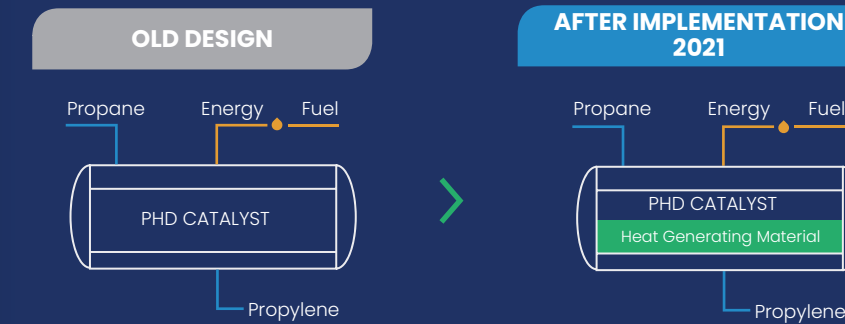 OLD DESIGN
Propane
Energy
Fuel
PHD CATALYST
Propylene
AFTER IMPLEMENTATION
2021
Propane
Energy
Fuel
PHD CATALYST
Heat Generating Material
Propylene